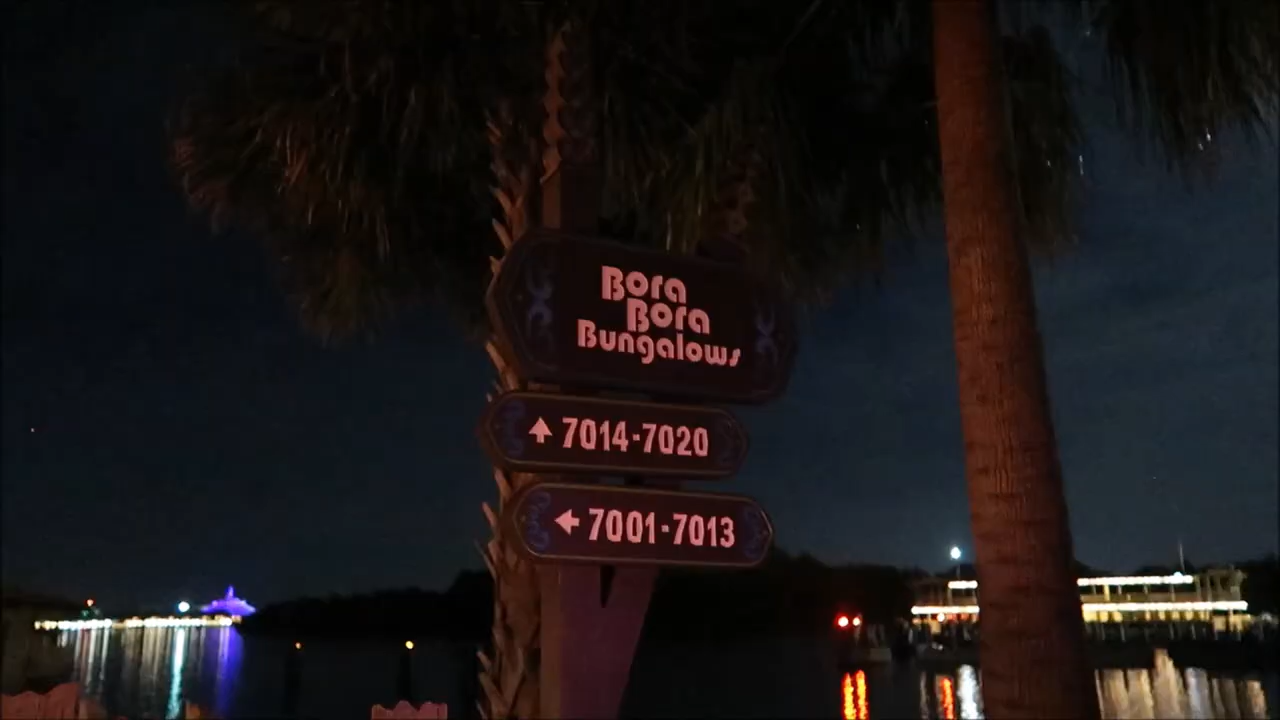 Bora
Bora
Bungalows
↑ 7014-7020
← 7001-7013